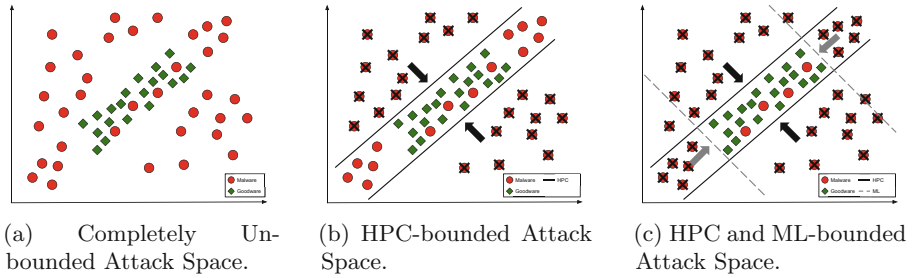 Malware
Goodware
Malware HPC
Goodware
Malware HPC
Goodware ML
(a) Completely Un-
bounded Attack Space.
(b) HPC-bounded Attack
Space.
(c) HPC and ML-bounded
Attack Space.